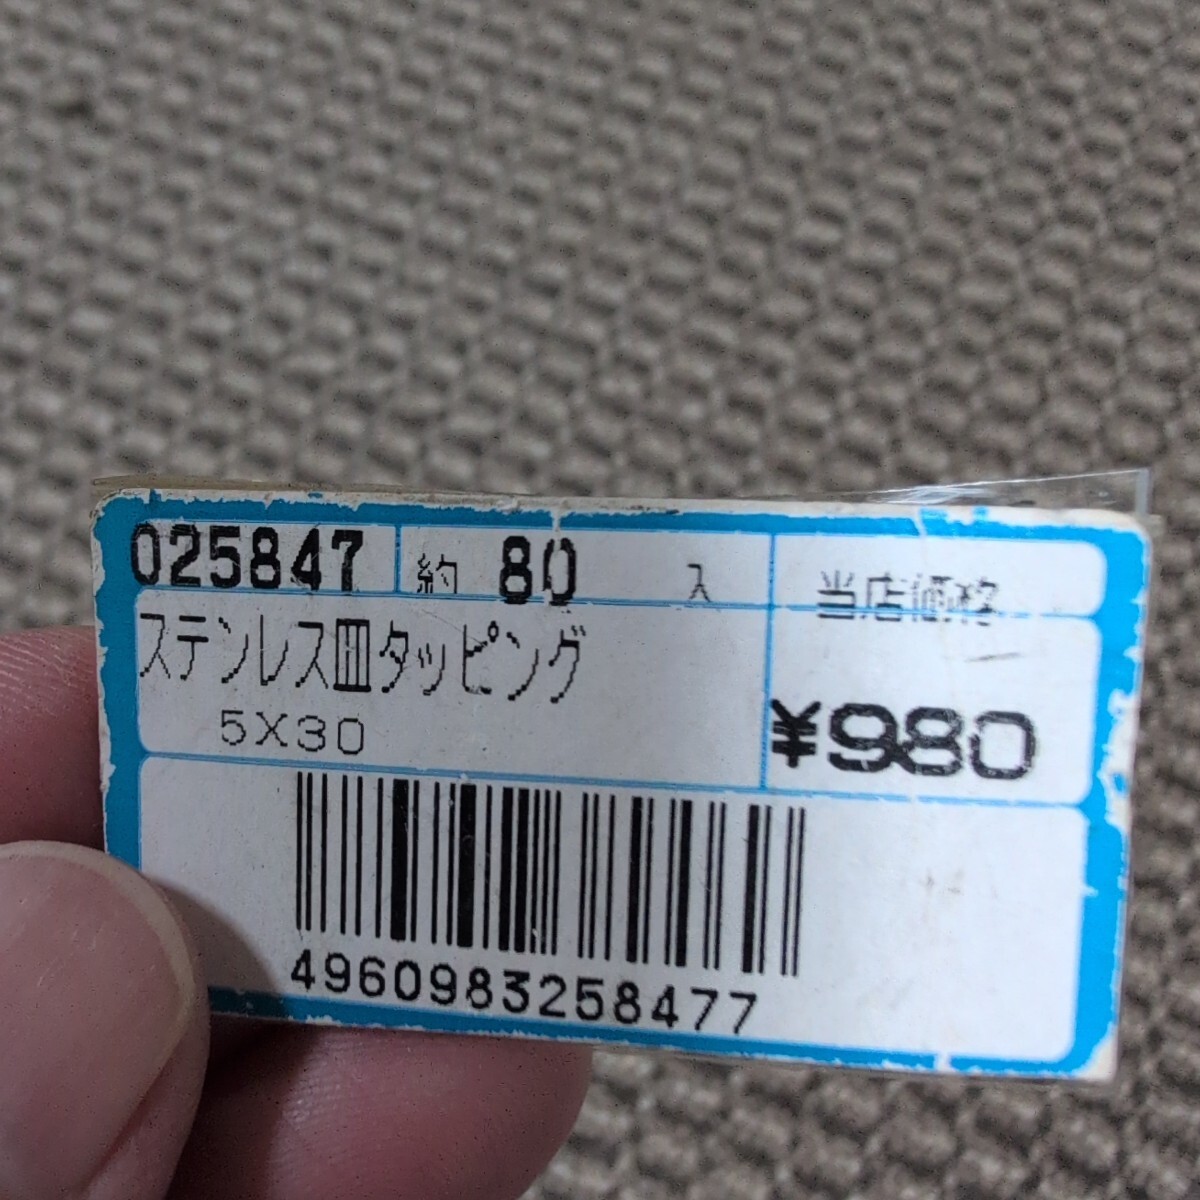 025847 約 80 入 当店価格
ステンレス皿タッピング
5X30
¥980
4960983258477